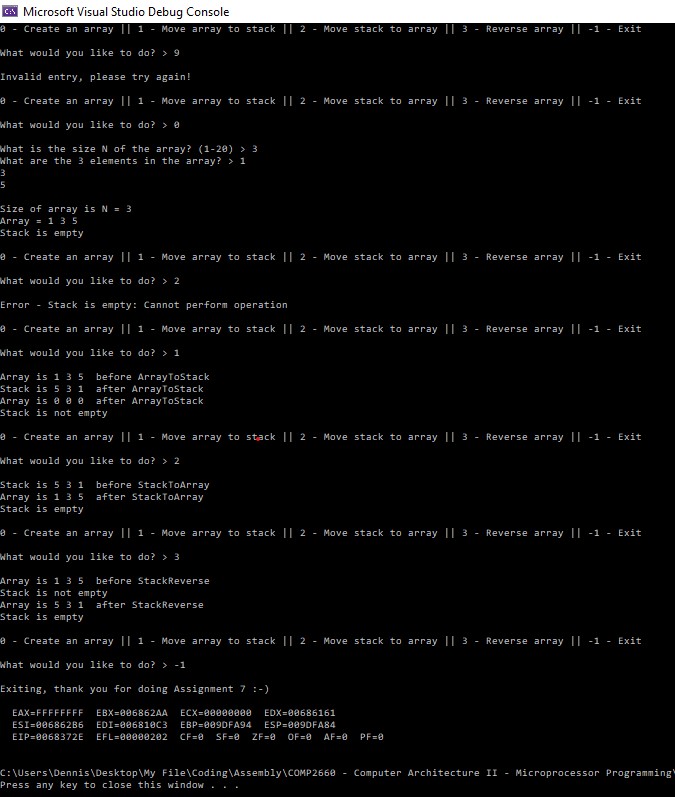 Microsoft Visual Studio Debug Console
0 - Create an array || 1 - Move array to stack || 2 - Move stack to array || 3 - Reverse array || -1 - Exit
What would you like to do? > 9
Invalid entry, please try again!
0 - Create an array || 1 - Move array to stack || 2 - Move stack to array || 3 - Reverse array || -1 - Exit
What would you like to do? > 0
What is the size N of the array? (1-20) > 3
What are the 3 elements in the array? > 1
3
5
Size of array is N = 3
Array = 1 3 5
Stack is empty
0 - Create an array || 1 - Move array to stack || 2 - Move stack to array || 3 - Reverse array || -1 - Exit
What would you like to do? > 2
Error - Stack is empty: Cannot perform operation
0 - Create an array || 1 - Move array to stack || 2 - Move stack to array || 3 - Reverse array || -1 - Exit
What would you like to do? > 1
Array is 1 3 5  before ArrayToStack
Stack is 5 3 1  after ArrayToStack
Array is 0 0 0  after ArrayToStack
Stack is not empty
0 - Create an array || 1 - Move array to stack || 2 - Move stack to array || 3 - Reverse array || -1 - Exit
What would you like to do? > 2
Stack is 5 3 1  before StackToArray
Array is 1 3 5  after StackToArray
Stack is empty
0 - Create an array || 1 - Move array to stack || 2 - Move stack to array || 3 - Reverse array || -1 - Exit
What would you like to do? > 3
Array is 1 3 5  before StackReverse
Stack is not empty
Array is 5 3 1  after StackReverse
Stack is empty
0 - Create an array || 1 - Move array to stack || 2 - Move stack to array || 3 - Reverse array || -1 - Exit
What would you like to do? > -1
Exiting, thank you for doing Assignment 7 :-)
EAX=FFFFFFFF  EBX=006862AA  ECX=00000000  EDX=00686161
ESI=006862B6  EDI=006810C3  EBP=009DFA94  ESP=009DFA84
EIP=0068372E  EFL=00000202  CF=0  SF=0  ZF=0  OF=0  AF=0  PF=0
C:\Users\Dennis\Desktop\My File\Coding\Assembly\COMP2660 - Computer Architecture II - Microprocessor Programming\
Press any key to close this window . . .